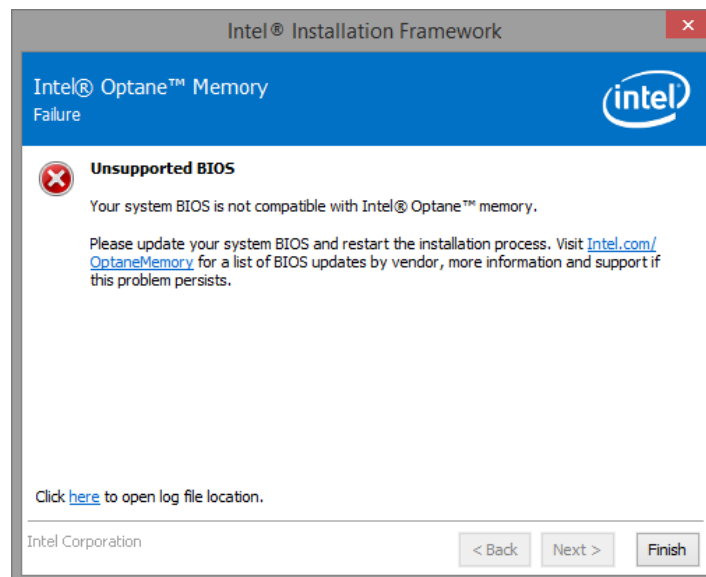 Intel® Installation Framework
Intel® Optane™ Memory
Failure
intel
Unsupported BIOS
Your system BIOS is not compatible with Intel® Optane™ memory.
Please update your system BIOS and restart the installation process. Visit Intel.com/
OptaneMemory for a list of BIOS updates by vendor, more information and support if
this problem persists.
Click here to open log file location.
Intel Corporation
< Back Next > Finish